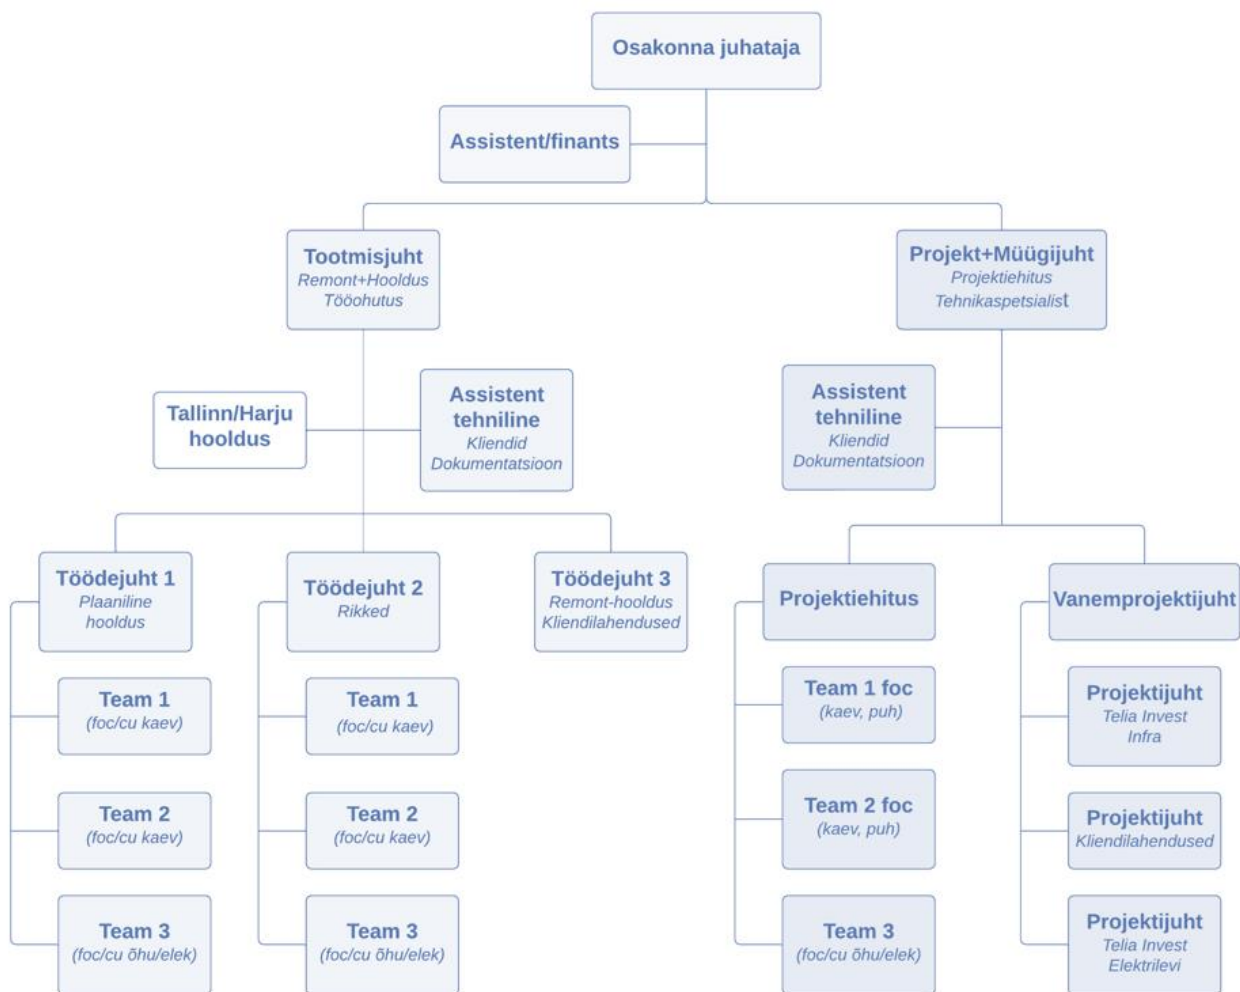 Osakonna juhataja
Assistent/finants
Tootmisjuht
Remont+Hooldus
Tööohutus
Projekt+Müügijuht
Projektiehitus
Tehnikaspetsialist
Tallinn/Harju
hooldus
Assistent
tehniline
Kliendid
Dokumentatsioon
Assistent
tehniline
Kliendid
Dokumentatsioon
Töödejuht 1
Plaaniline
hooldus
Töödejuht 2
Rikked
Töödejuht 3
Remont-hooldus
Kliendilahendused
Projektiehitus
Vanemprojektijuht
Team 1
(foc/cu kaev)
Team 1
(foc/cu kaev)
Team 1 foc
(kaev, puh)
Projektijuht
Telia Invest
Infra
Team 2
(foc/cu kaev)
Team 2
(foc/cu kaev)
Team 2 foc
(kaev, puh)
Projektijuht
Kliendilahendused
Team 3
(foc/cu õhu/elek)
Team 3
(foc/cu õhu/elek)
Team 3
(foc/cu õhu/elek)
Projektijuht
Telia Invest
Elektrilevi